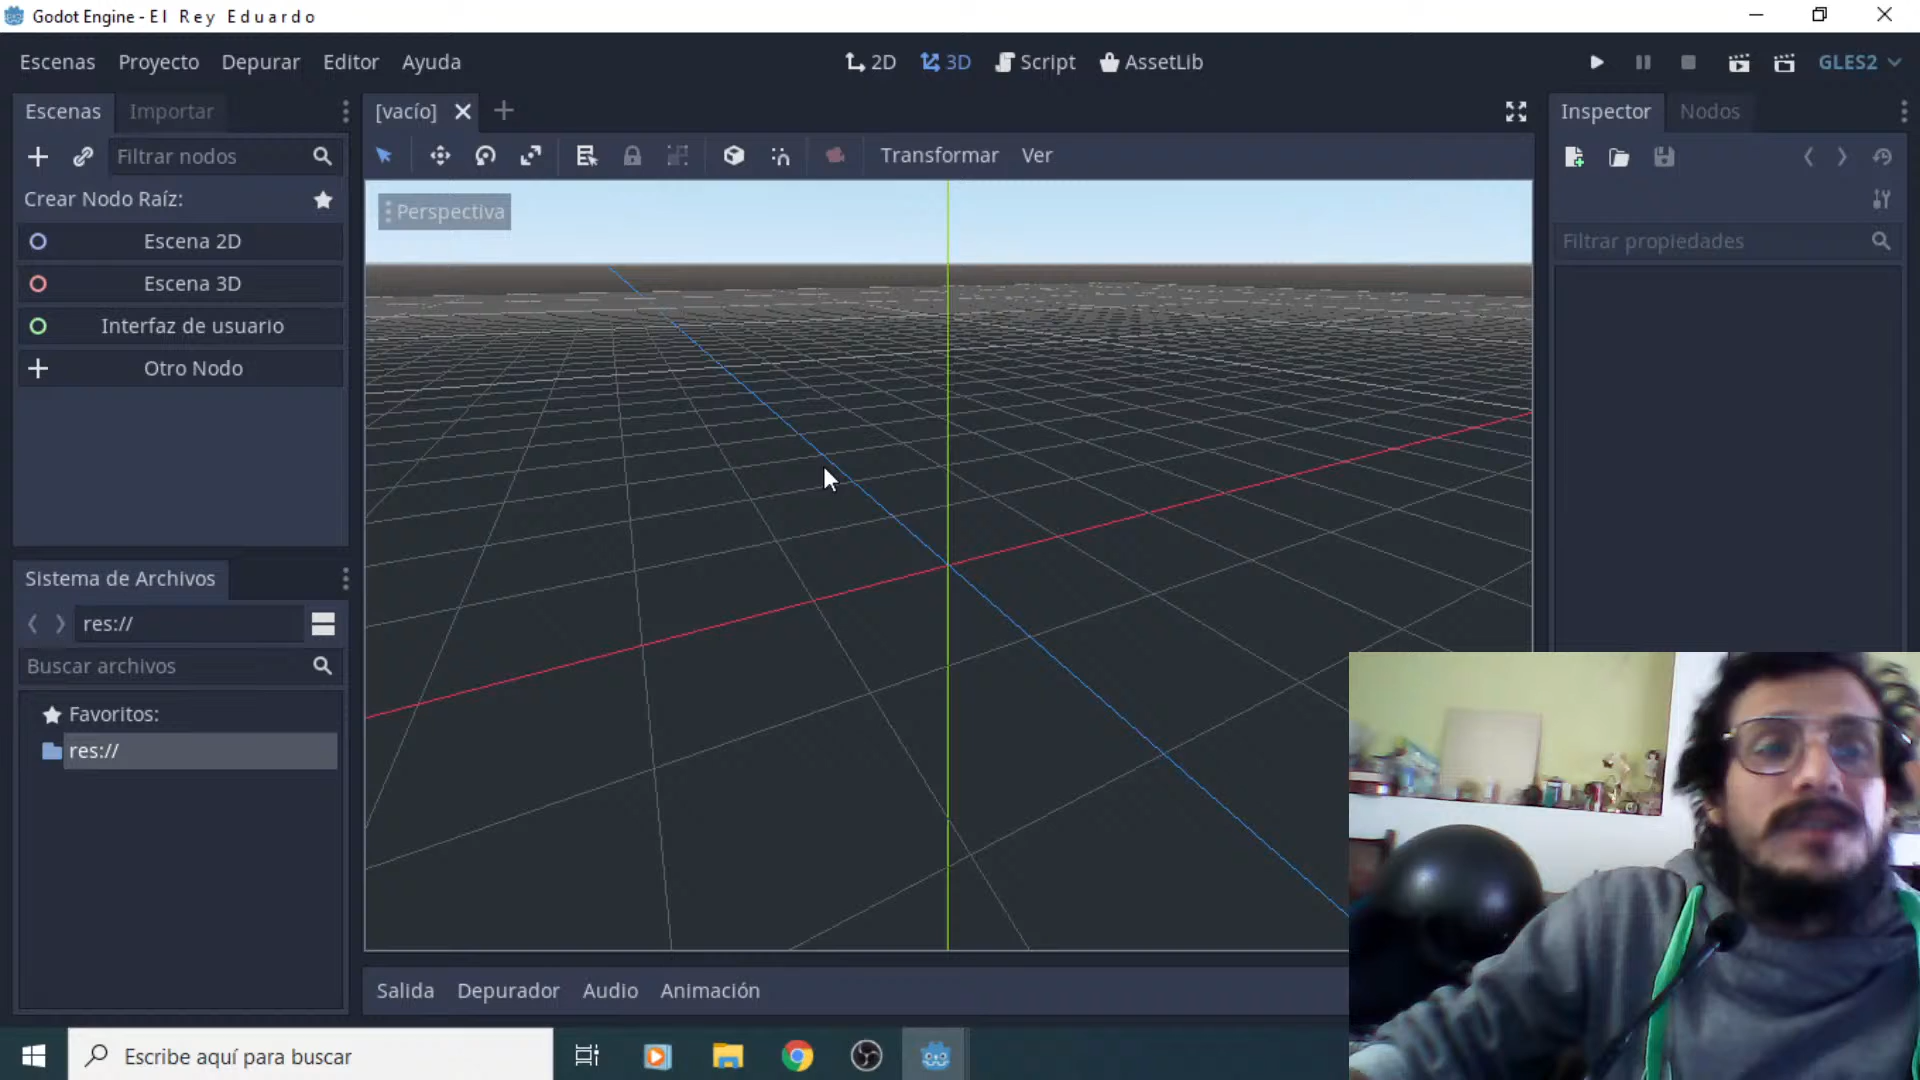 Godot Engine - El Rey Eduardo
Escenas Proyecto Depurar Editor Ayuda
2D 3D Script AssetLib
GLES2
Escenas Importar
[vacío]
Inspector Nodos
Filtrar nodos
Transformar Ver
Crear Nodo Raíz:
Perspectiva
Escena 2D
Filtrar propiedades
Escena 3D
Interfaz de usuario
Otro Nodo
Sistema de Archivos
res://
Buscar archivos
Favoritos:
res://
Salida Depurador Audio Animación
Escribe aquí para buscar